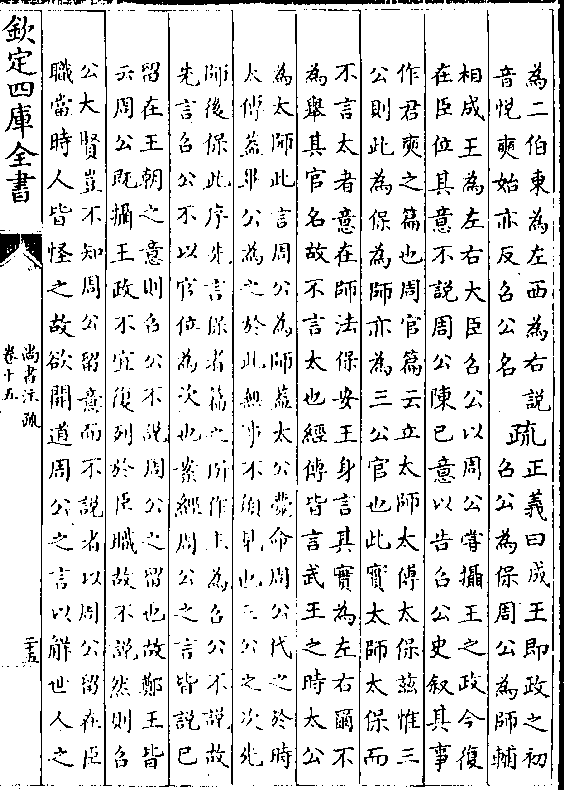 為二伯東為左西為右說
音悅奭始亦反召公名
疏
正義曰成王即政之初
召公為保周公為師輔
相成王為左右大臣召公以周公嘗攝王之政今復
在臣位其意不說周公陳己意以告召公史叙其事
作君奭之篇也周官篇云立太師太傅太保兹惟三
公則此為保為師亦為三公官也此實太師太保而
不言太者意在師法保安王身言其實為左右爾不
為舉其官名故不言太也經傳皆言武王之時太公
為太師此言周公為師蓋太公薨命周公代之於時
太傅蓋畢公為之於此無事不須見也三公之次先
師後保此序先言保者篇之所作主為召公不說故
先言召公不以官位為次也案經周公之言皆說己
留在王朝之意則召公不說周公之留也故鄭王皆
云周公既攝王政不宜復列於臣職故不說然則召
公大賢豈不知周公留意而不說者以周公留在臣
職當時人皆怪之故欲開道周公之言以解世人之
欽定四庫全書
尚書注疏
卷十五